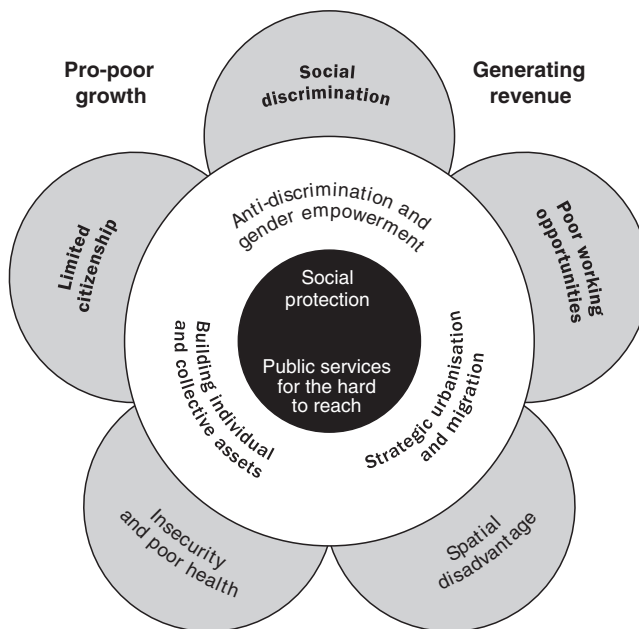 Pro-poor
growth
Social
discrimination
Generating
revenue
Limited
citizenship
Anti-discrimination and
gender empowerment
Poor working
opportunities
Social
protection
Public services
for the hard
to reach
Building individual
and collective assets
Strategic urbanisation
and migration
Insecurity
and poor health
Spatial
disadvantage